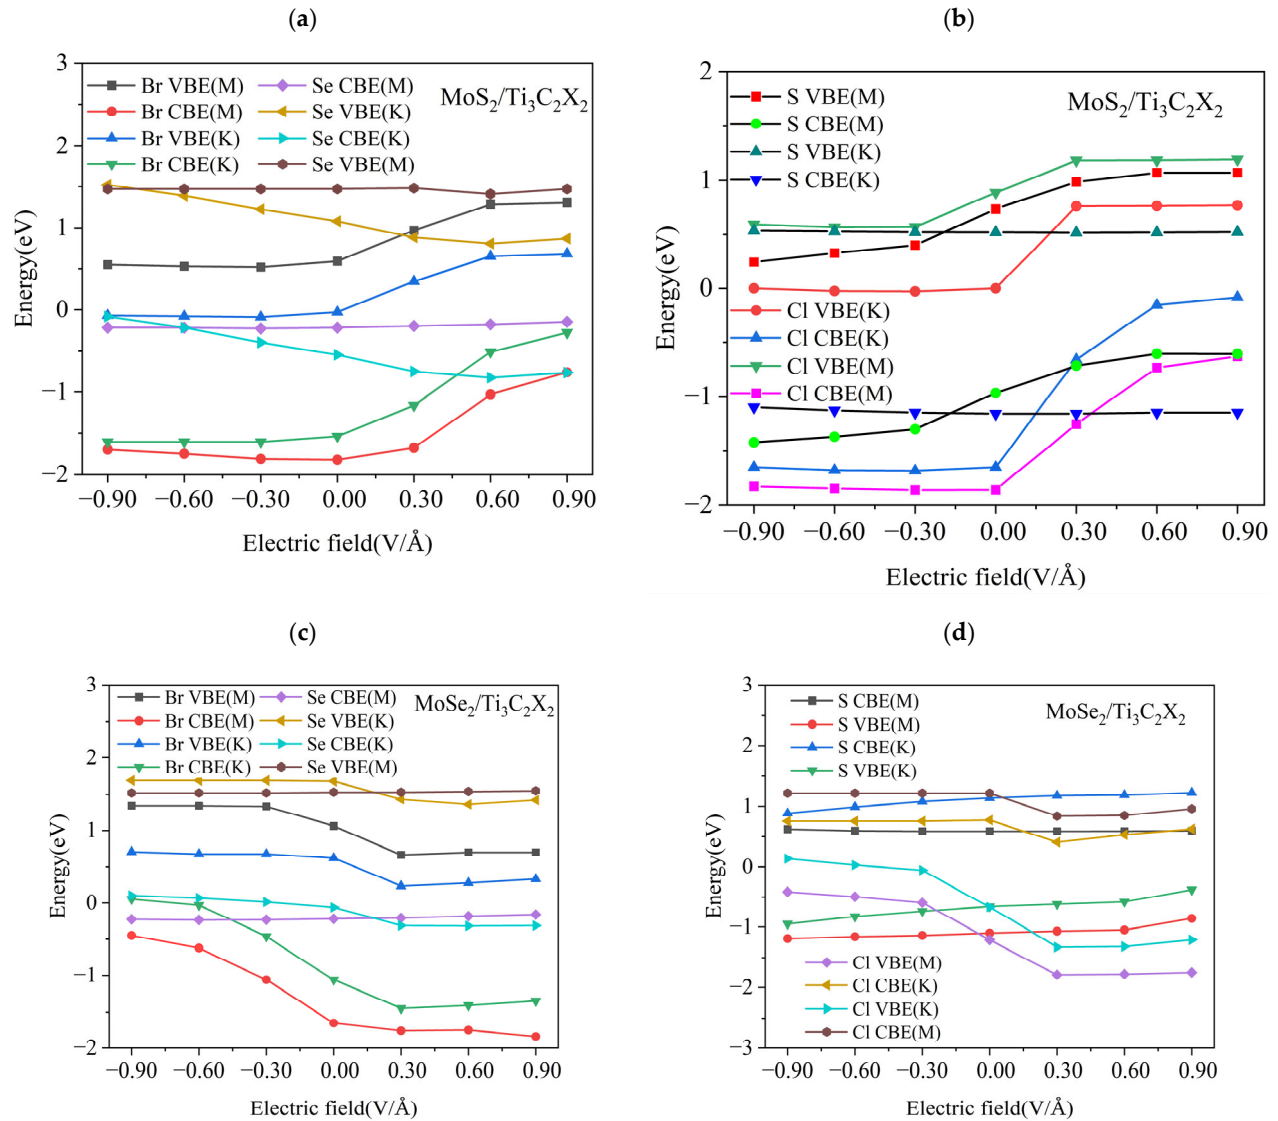 (a)
Br VBE(M)
Br CBE(M)
Br VBE(K)
Br CBE(K)
Se CBE(M)
Se VBE(K)
Se CBE(K)
Se VBE(M)
MoS2/Ti3C2X2
3
2
1
0
−1
−2
Energy(eV)
−0.90 −0.60 −0.30 0.00 0.30 0.60 0.90
Electric field(V/Å)
(b)
S VBE(M)
S CBE(M)
S VBE(K)
S CBE(K)
MoS2/Ti3C2X2
Cl VBE(K)
Cl CBE(K)
Cl VBE(M)
Cl CBE(M)
2
1
0
−1
−2
Energy(eV)
−0.90 −0.60 −0.30 0.00 0.30 0.60 0.90
Electric field(V/Å)
(c)
Br VBE(M)
Br CBE(M)
Br VBE(K)
Br CBE(K)
Se CBE(M)
Se VBE(K)
Se CBE(K)
Se VBE(M)
MoSe2/Ti3C2X2
3
2
1
0
−1
−2
Energy(eV)
−0.90 −0.60 −0.30 0.00 0.30 0.60 0.90
Electric field(V/Å)
(d)
S CBE(M)
S VBE(M)
S CBE(K)
S VBE(K)
MoSe2/Ti3C2X2
Cl VBE(M)
Cl CBE(K)
Cl VBE(K)
Cl CBE(M)
3
2
1
0
−1
−2
−3
Energy(eV)
−0.90 −0.60 −0.30 0.00 0.30 0.60 0.90
Electric field(V/Å)